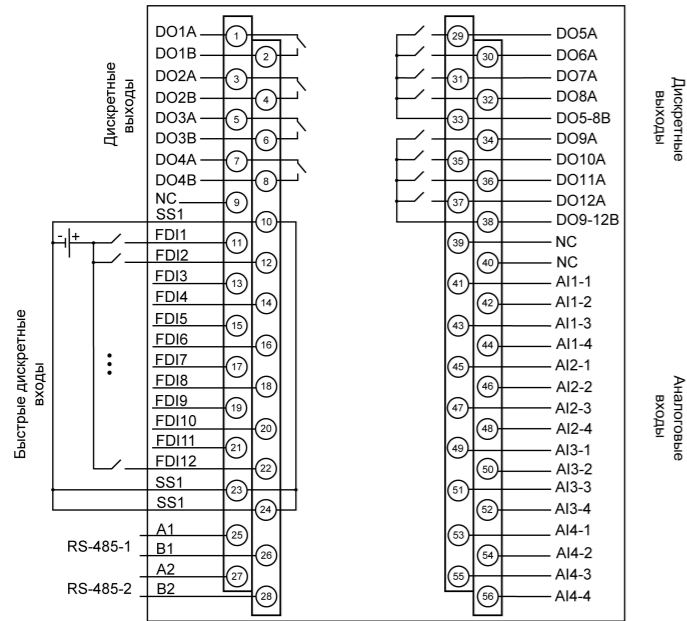 Дискретные
выходы
DO1A 1
DO1B 2
DO2A 3
DO2B 4
DO3A 5
DO3B 6
DO4A 7
DO4B 8
NC 9
SS1 10
Быстрые дискретные
входы
- +
FDI1 11
FDI2 12
FDI3 13
FDI4 14
FDI5 15
FDI6 16
FDI7 17
FDI8 18
FDI9 19
FDI10 20
FDI11 21
FDI12 22
SS1 23
SS1 24
RS-485-1
A1 25
B1 26
RS-485-2
A2 27
B2 28
Дискретные
выходы
29 DO5A
30 DO6A
31 DO7A
32 DO8A
33 DO5-8B
34 DO9A
35 DO10A
36 DO11A
37 DO12A
38 DO9-12B
39 NC
40 NC
Аналоговые
входы
41 AI1-1
42 AI1-2
43 AI1-3
44 AI1-4
45 AI2-1
46 AI2-2
47 AI2-3
48 AI2-4
49 AI3-1
50 AI3-2
51 AI3-3
52 AI3-4
53 AI4-1
54 AI4-2
55 AI4-3
56 AI4-4